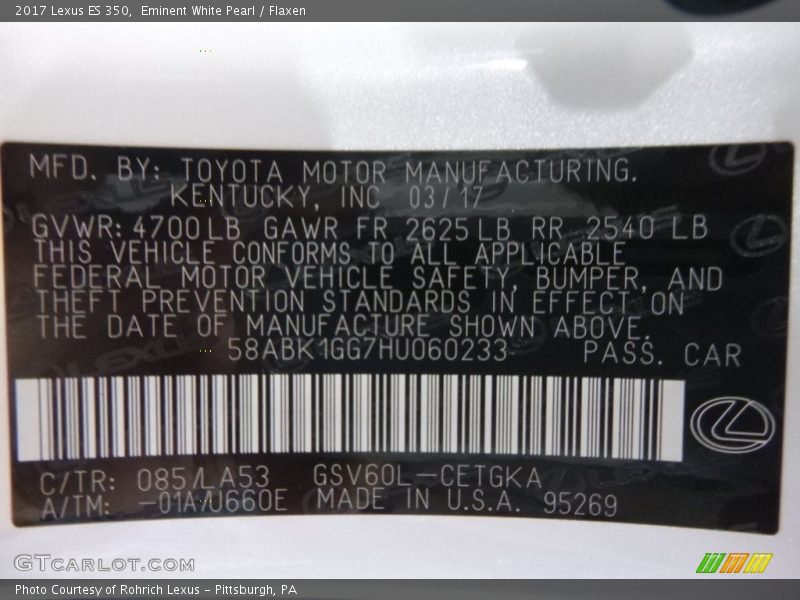 2017 Lexus ES 350, Eminent White Pearl / Flaxen
MFD. BY: TOYOTA MOTOR MANUFACTURING.
KENTUCKY, INC 03/17
GVWR: 4700LB GAWR FR 2625LB RR 2540 LB
THIS VEHICLE CONFORMS TO ALL APPLICABLE
FEDERAL MOTOR VEHICLE SAFETY, BUMPER, AND
THEFT PREVENTION STANDARDS IN EFFECT ON
THE DATE OF MANUFACTURE SHOWN ABOVE.
58ABK1GG7HU060233 PASS. CAR
C/TR: 085/LA53 GSV60L-CETGKA
A/TM: -01A/U660E MADE IN U.S.A. 95269
GTCARLOT.COM
Photo Courtesy of Rohrich Lexus - Pittsburgh, PA